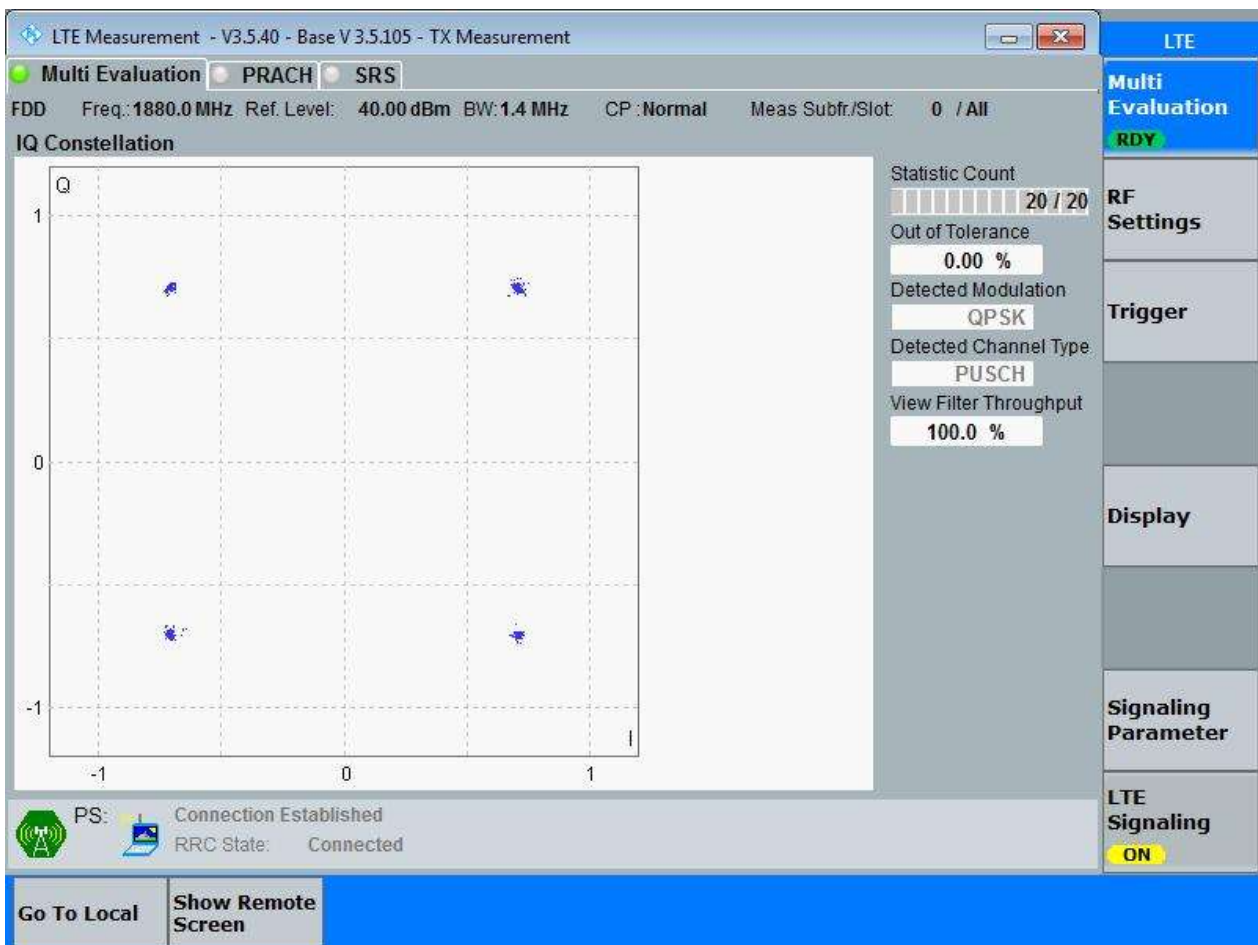 LTE Measurement - V3.5.40 - Base V 3.5.105 - TX Measurement
LTE
Multi Evaluation PRACH SRS
FDD Freq.: 1880.0 MHz Ref. Level: 40.00 dBm BW: 1.4 MHz CP : Normal Meas Subfr./Slot: 0 / All
IQ Constellation
Q
1
0
-1
I
-1 0 1
Statistic Count
20 / 20
Out of Tolerance
0.00 %
Detected Modulation
QPSK
Detected Channel Type
PUSCH
View Filter Throughput
100.0 %
PS: Connection Established
RRC State: Connected
Multi
Evaluation
RDY
RF
Settings
Trigger
Display
Signaling
Parameter
LTE
Signaling
ON
Go To Local
Show Remote
Screen